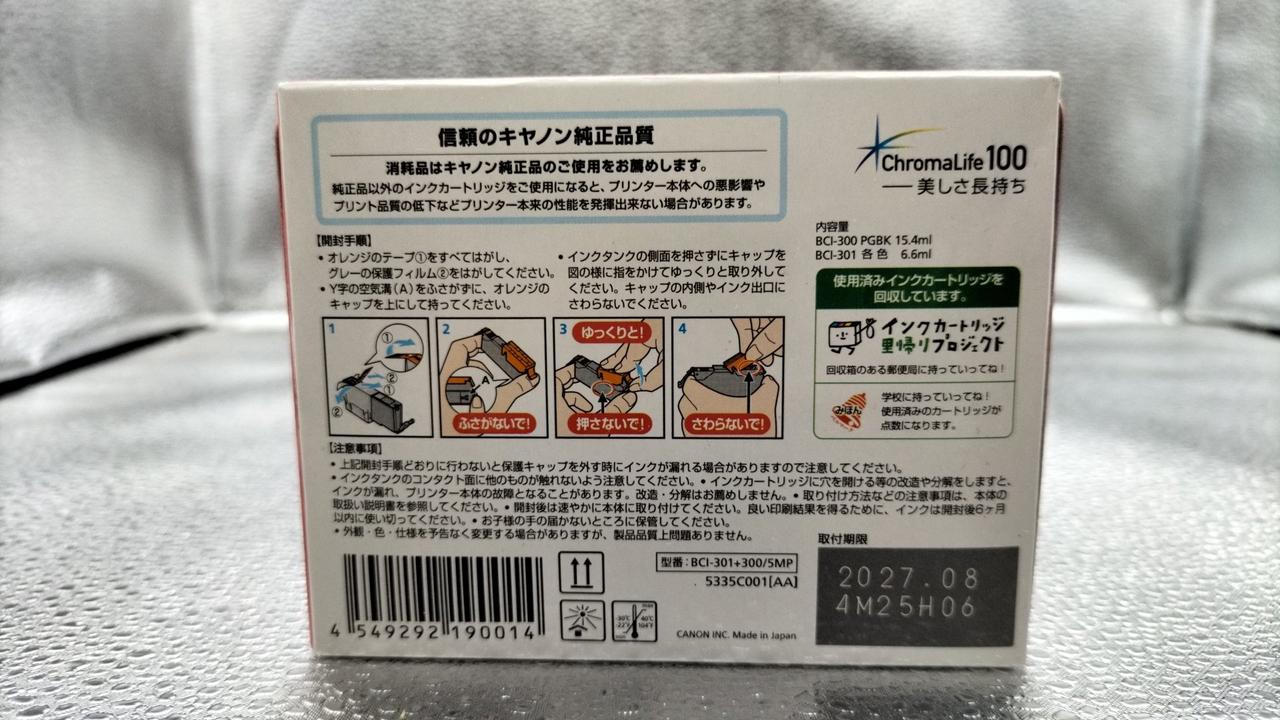 信頼のキヤノン純正品質
消耗品はキヤノン純正品のご使用をお薦めします。
純正品以外のインクカートリッジをご使用になると、プリンター本体への悪影響や
プリント品質の低下などプリンター本来の性能を発揮出来ない場合があります。
ChromaLife100
美しさ長持ち
内容量
BCI-300 PGBK 15.4ml
BCI-301 各色 6.6ml
【開封手順】
• オレンジのテープ①をすべてはがし、
グレーの保護フィルム②をはがしてください。
• Y字の空気溝(A)をふさがずに、オレンジの
キャップを上にして持ってください。
• インクタンクの側面を押さずにキャップを
図の様に指をかけてゆっくりと取り外して
ください。キャップの内側やインク出口に
さわらないでください。
使用済みインクカートリッジを
回収しています。
インクカートリッジ
里帰りプロジェクト
回収箱のある郵便局に持っていってね！
みほん
学校に持っていってね！
使用済みのカートリッジが
点数になります。
1
①
②
①
②
2
A
ふさがないで!
3
ゆっくりと!
押さないで!
4
さわらないで!
【注意事項】
• 上記開封手順どおりに行わないと保護キャップを外す時にインクが漏れる場合がありますので注意してください。
• インクタンクのコンタクト面に他のものが触れないよう注意してください。• インクカートリッジに穴を開ける等の改造や分解をしますと、
インクが漏れ、プリンター本体の故障となることがあります。改造・分解はお薦めしません。• 取り付け方法などの注意事項は、本体の
取扱い説明書を参照してください。• 開封後は速やかに本体に取り付けてください。良い印刷結果を得るために、インクは開封後6ヶ月
以内に使い切ってください。• お子様の手の届かないところに保管してください。
• 外観・色・仕様を予告なく変更する場合がありますが、製品品質上問題ありません。
4 549292 190014
max
-30℃
-22°F
40℃
104°F
min
型番：BCI-301+300/5MP
5335C001[AA]
CANON INC. Made in Japan
取付期限
2027.08
4M25H06